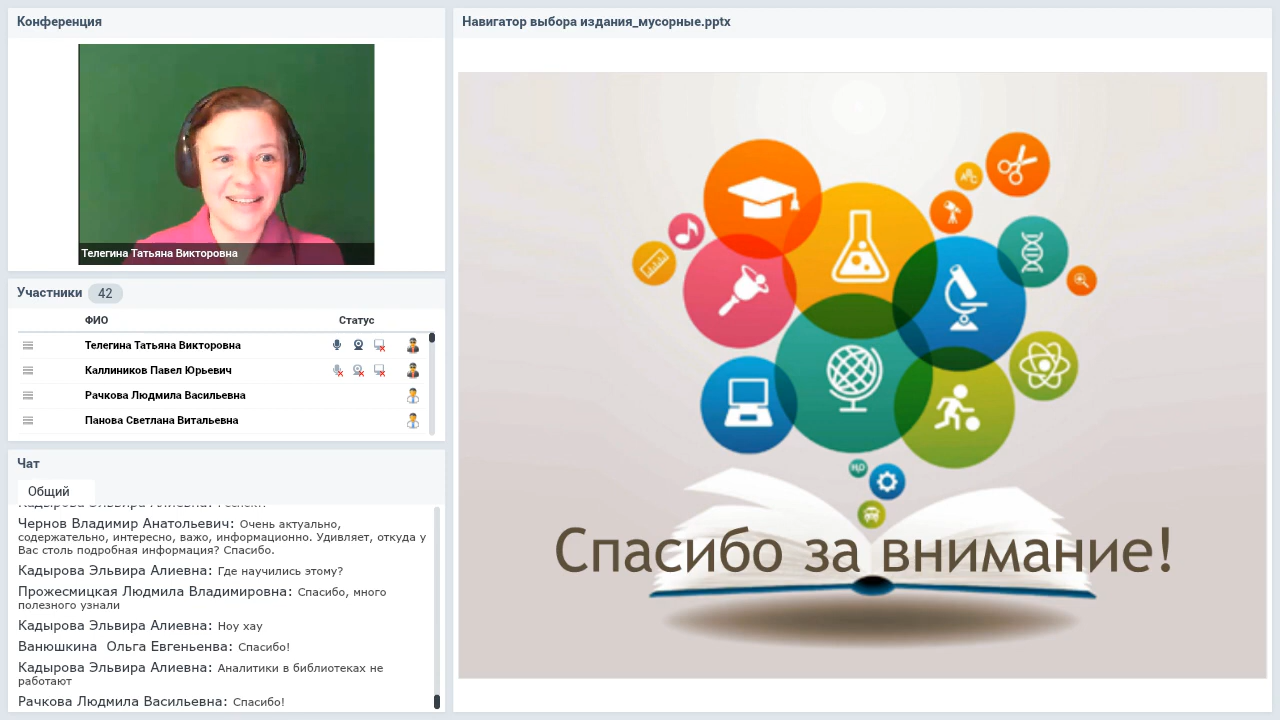 Конференция
Телегина Татьяна Викторовна
Участники 42
ФИО Статус
Телегина Татьяна Викторовна
Каллиников Павел Юрьевич
Рачкова Людмила Васильевна
Панова Светлана Витальевна
Чат
Общий
Чернов Владимир Анатольевич: Очень актуально,
содержательно, интересно, важо, информационно. Удивляет, откуда у
Вас столь подробная информация? Спасибо.
Кадырова Эльвира Алиевна: Где научились этому?
Прожесмицкая Людмила Владимировна: Спасибо, много
полезного узнали
Кадырова Эльвира Алиевна: Ноу хау
Ванюшкина Ольга Евгеньенва: Спасибо!
Кадырова Эльвира Алиевна: Аналитики в библиотеках не
работают
Рачкова Людмила Васильевна: Спасибо!
Навигатор выбора издания_мусорные.pptx
H₂O
Спасибо за внимание!